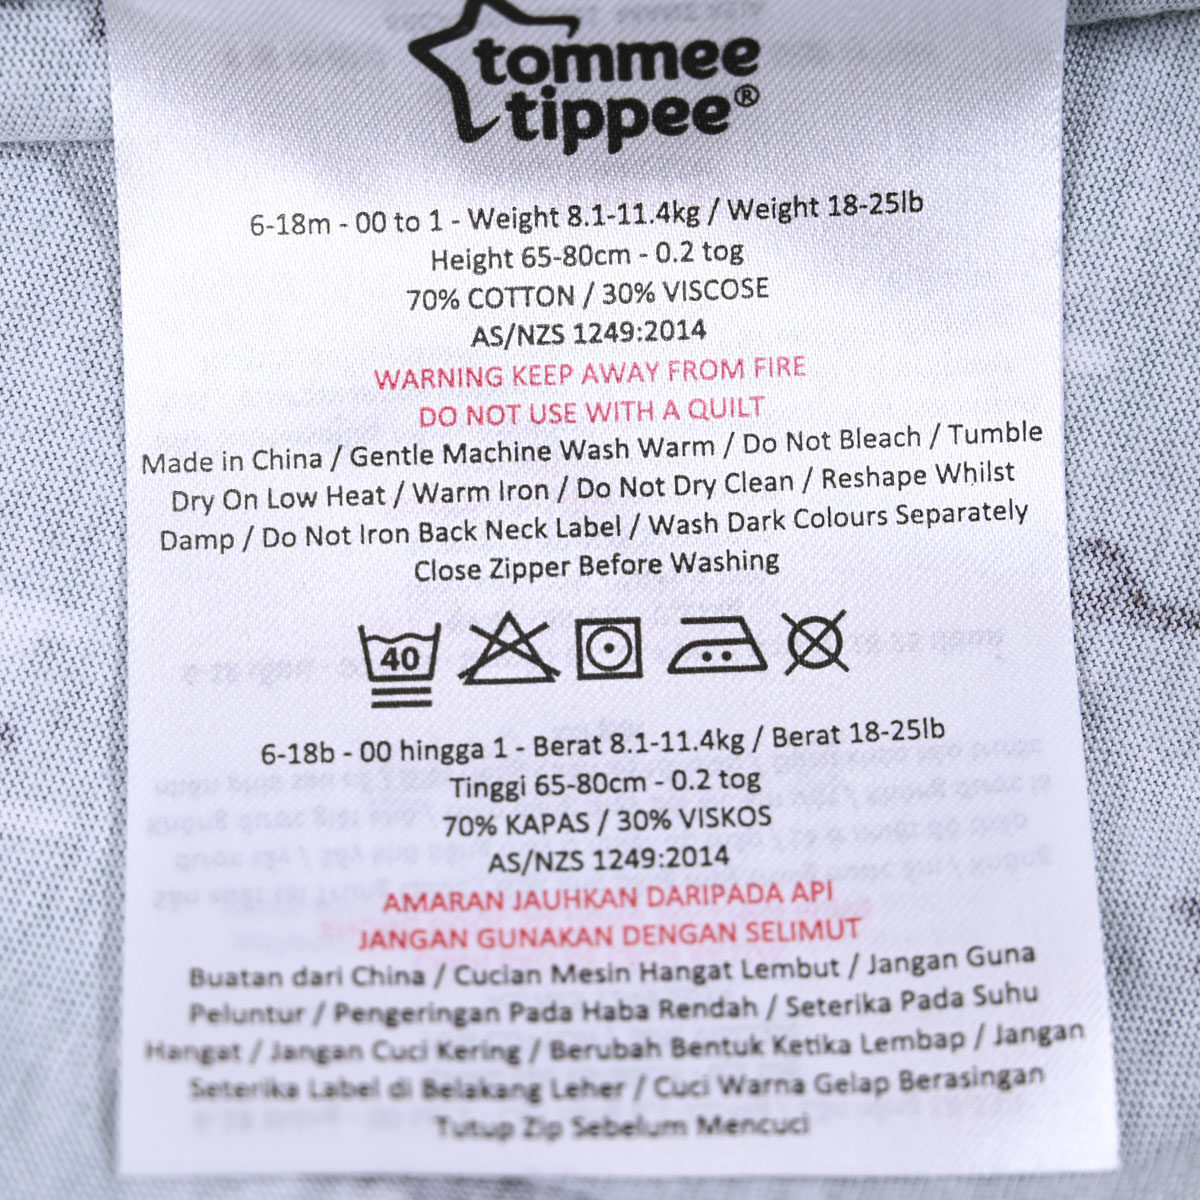 tommee
tippee®
6-18m - 00 to 1 - Weight 8.1-11.4kg / Weight 18-25lb
Height 65-80cm - 0.2 tog
70% COTTON / 30% VISCOSE
AS/NZS 1249:2014
WARNING KEEP AWAY FROM FIRE
DO NOT USE WITH A QUILT
Made in China / Gentle Machine Wash Warm / Do Not Bleach / Tumble
Dry On Low Heat / Warm Iron / Do Not Dry Clean / Reshape Whilst
Damp / Do Not Iron Back Neck Label / Wash Dark Colours Separately
Close Zipper Before Washing
40
6-18b - 00 hingga 1 - Berat 8.1-11.4kg / Berat 18-25lb
Tinggi 65-80cm - 0.2 tog
70% KAPAS / 30% VISKOS
AS/NZS 1249:2014
AMARAN JAUHKAN DARIPADA API
JANGAN GUNAKAN DENGAN SELIMUT
Buatan dari China / Cucian Mesin Hangat Lembut / Jangan Guna
Peluntur / Pengeringan Pada Haba Rendah / Seterika Pada Suhu
Hangat / Jangan Cuci Kering / Berubah Bentuk Ketika Lembap / Jangan
Seterika Label di Belakang Leher / Cuci Warna Gelap Berasingan
Tutup Zip Sebelum Mencuci